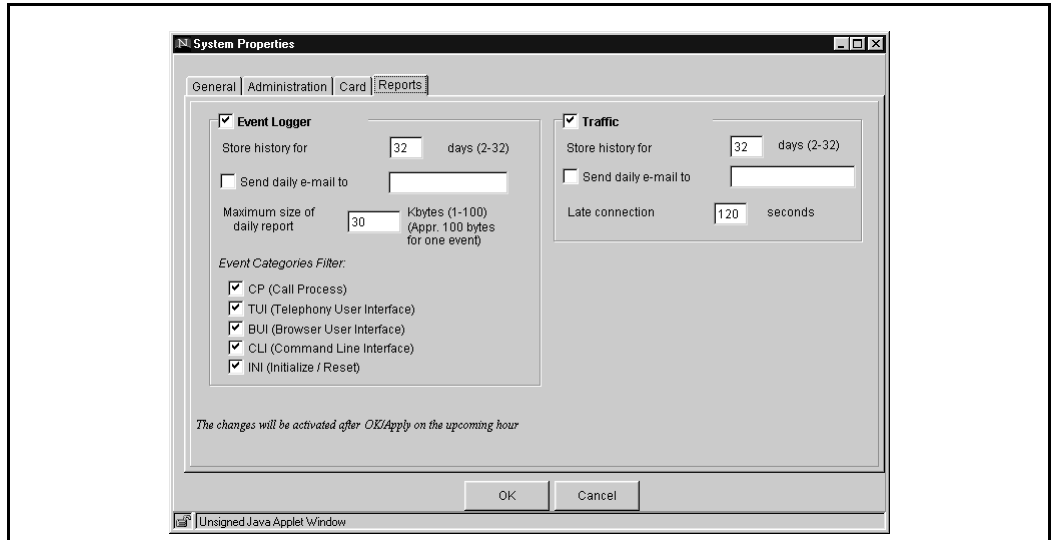 System Properties
General Administration Card Reports
Event Logger
Store history for 32 days (2-32)
Send daily e-mail to
Maximum size of daily report 30 Kbytes (1-100)
(Appr. 100 bytes
for one event)
Event Categories Filter:
CP (Call Process)
TUI (Telephony User Interface)
BUI (Browser User Interface)
CLI (Command Line Interface)
INI (Initialize / Reset)
Traffic
Store history for 32 days (2-32)
Send daily e-mail to
Late connection 120 seconds
The changes will be activated after OK/Apply on the upcoming hour
OK Cancel
Unsigned Java Applet Window